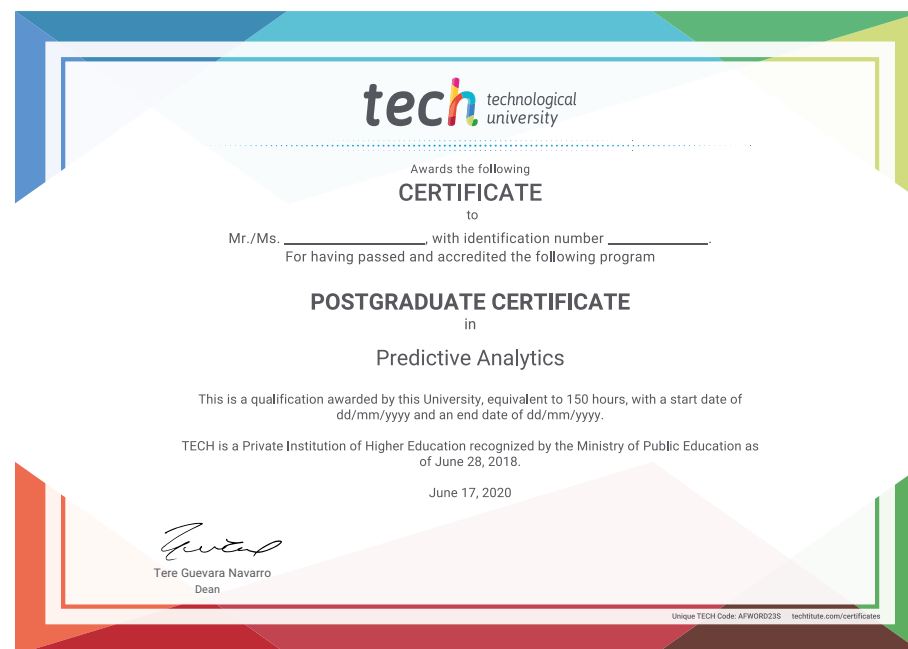 tech technological
university
Awards the following
CERTIFICATE
to
Mr./Ms. ____________________, with identification number ______________.
For having passed and accredited the following program
POSTGRADUATE CERTIFICATE
in
Predictive Analytics
This is a qualification awarded by this University, equivalent to 150 hours, with a start date of
dd/mm/yyyy and an end date of dd/mm/yyyy.
TECH is a Private Institution of Higher Education recognized by the Ministry of Public Education as
of June 28, 2018.
June 17, 2020
Tere Guevara Navarro
Dean
Unique TECH Code: AFWORD23S techtitute.com/certificates